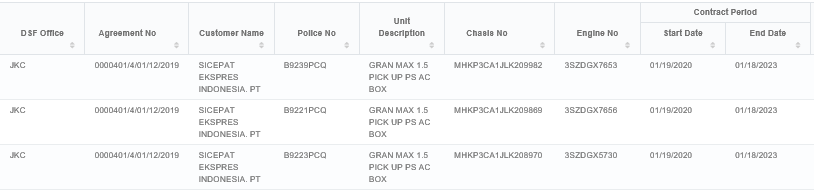 DSF Office Agreement No Customer Name Police No Unit Description Chasis No Engine No Contract Period Start Date End Date
JKC 0000401/4/01/12/2019 SICEPAT EKSPRES INDONESIA. PT B9239PCQ GRAN MAX 1.5 PICK UP PS AC BOX MHKP3CA1JLK209982 3SZDGX7653 01/19/2020 01/18/2023
JKC 0000401/4/01/12/2019 SICEPAT EKSPRES INDONESIA. PT B9221PCQ GRAN MAX 1.5 PICK UP PS AC BOX MHKP3CA1JLK209869 3SZDGX7656 01/19/2020 01/18/2023
JKC 0000401/4/01/12/2019 SICEPAT EKSPRES INDONESIA. PT B9223PCQ GRAN MAX 1.5 PICK UP PS AC BOX MHKP3CA1JLK208970 3SZDGX5730 01/19/2020 01/18/2023